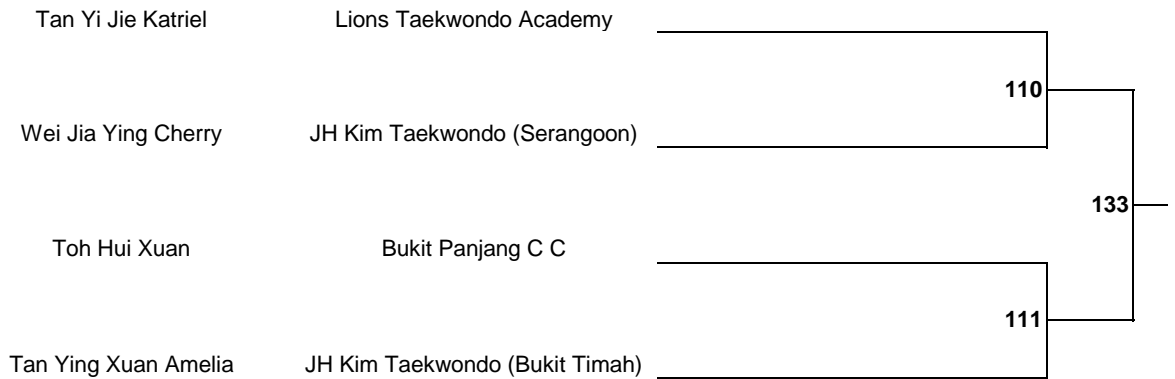 Tan Yi Jie Katriel Lions Taekwondo Academy
110
Wei Jia Ying Cherry JH Kim Taekwondo (Serangoon)
133
Toh Hui Xuan Bukit Panjang C C
111
Tan Ying Xuan Amelia JH Kim Taekwondo (Bukit Timah)